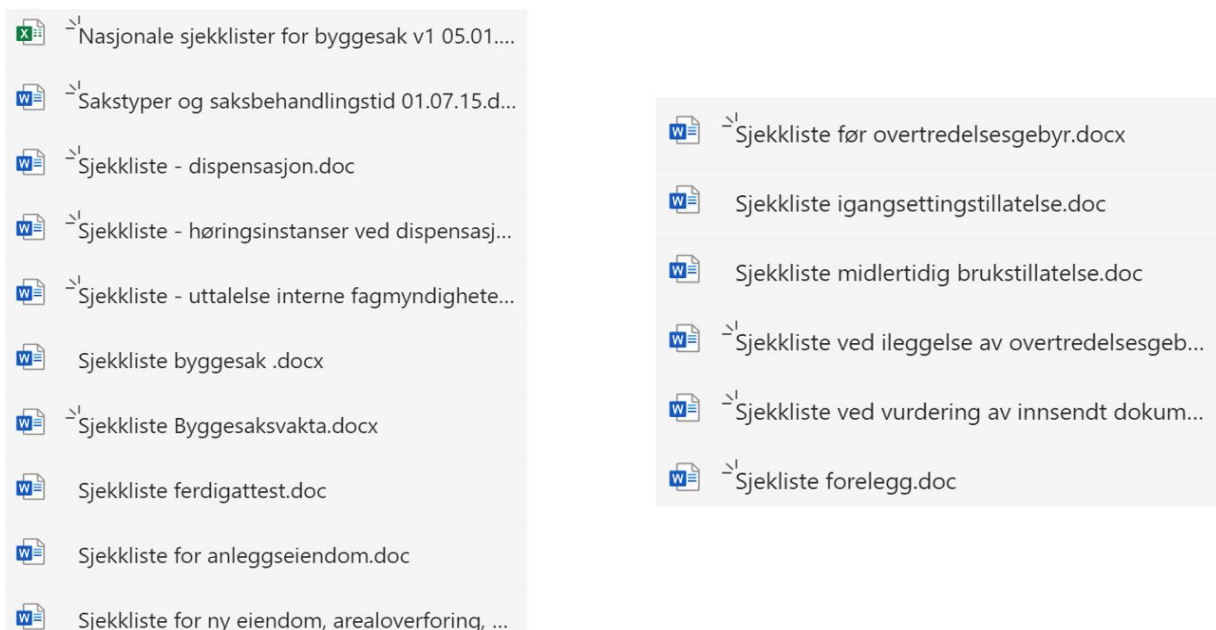 Nasjonale sjekklister for byggesak v1 05.01....
Sakstyper og saksbehandlingstid 01.07.15.d...
Sjekkliste - dispensasjon.doc
Sjekkliste - høringsinstanser ved dispensasj...
Sjekkliste - uttalelse interne fagmyndighete...
Sjekkliste byggesak .docx
Sjekkliste Byggesaksvakta.docx
Sjekkliste ferdigattest.doc
Sjekkliste for anleggseiendom.doc
Sjekkliste for ny eiendom, arealoverforing, ...
Sjekkliste før overtredelsesgebyr.docx
Sjekkliste igangsettingstillatelse.doc
Sjekkliste midlertidig brukstillatelse.doc
Sjekkliste ved ileggelse av overtredelsesgeb...
Sjekkliste ved vurdering av innsendt dokum...
Sjekliste forelegg.doc